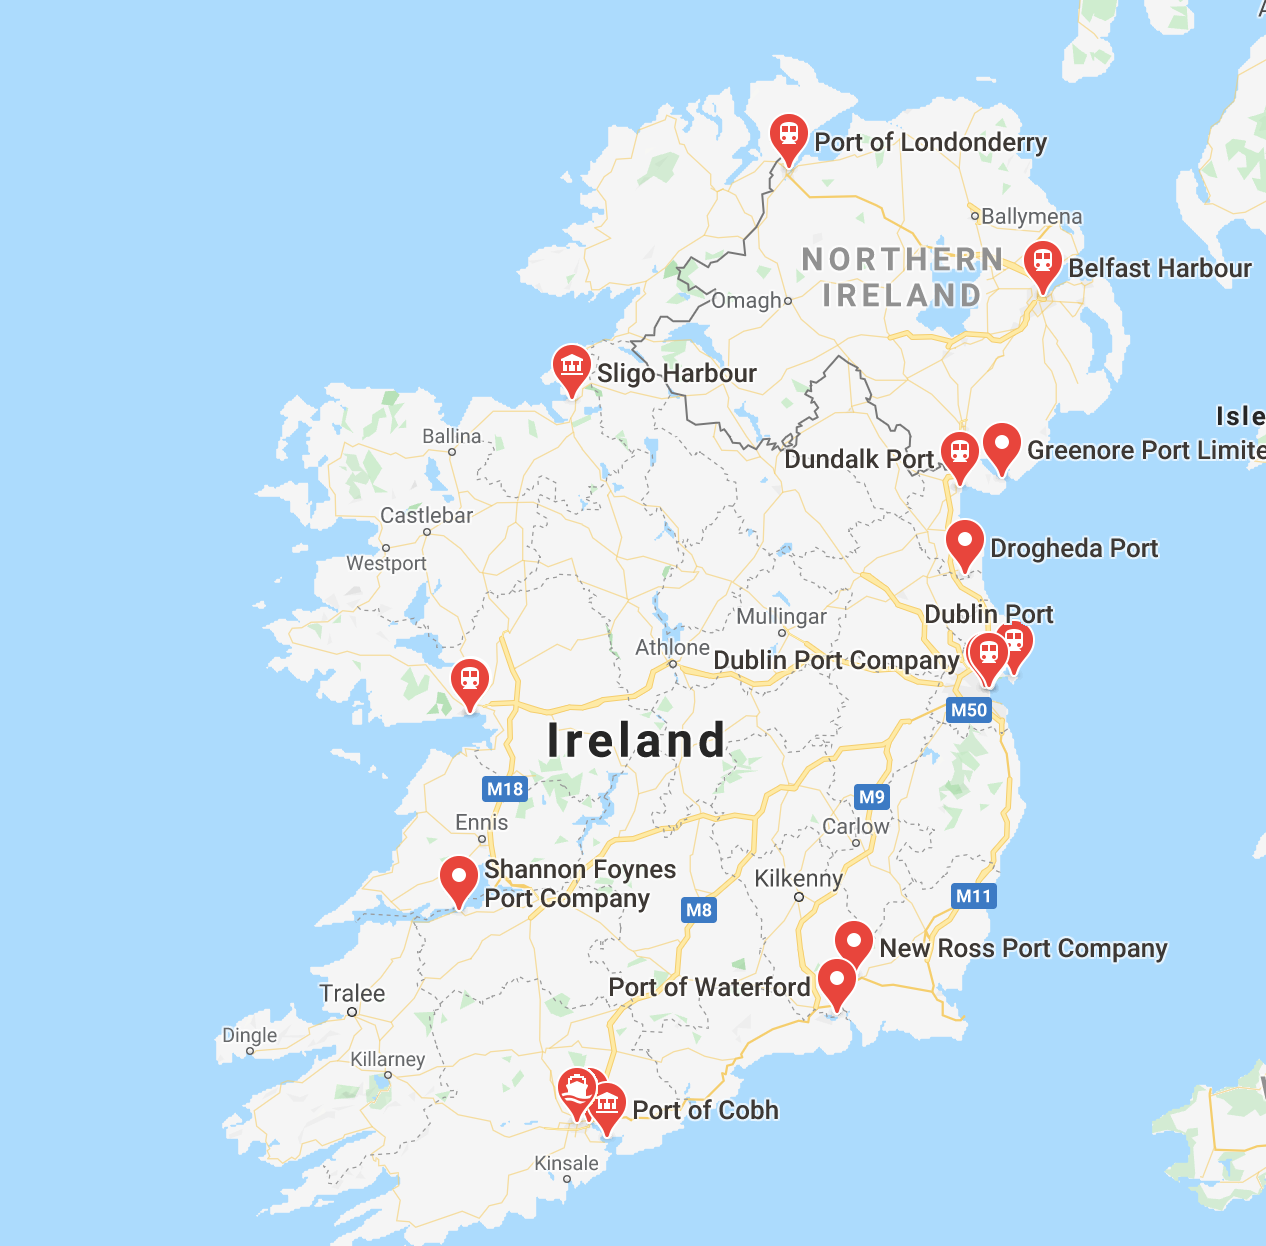 Port of Londonderry
Ballymena
NORTHERN
IRELAND
Belfast Harbour
Omagh
Sligo Harbour
Isle
Ballina
Dundalk Port
Greenore Port Limite
Castlebar
Westport
Drogheda Port
Mullingar
Dublin Port
Athlone
Dublin Port Company
M50
Ireland
M18
M9
Ennis
Carlow
Shannon Foynes
Port Company
Kilkenny
M8
M11
New Ross Port Company
Port of Waterford
Tralee
Dingle
Killarney
Port of Cobh
Kinsale